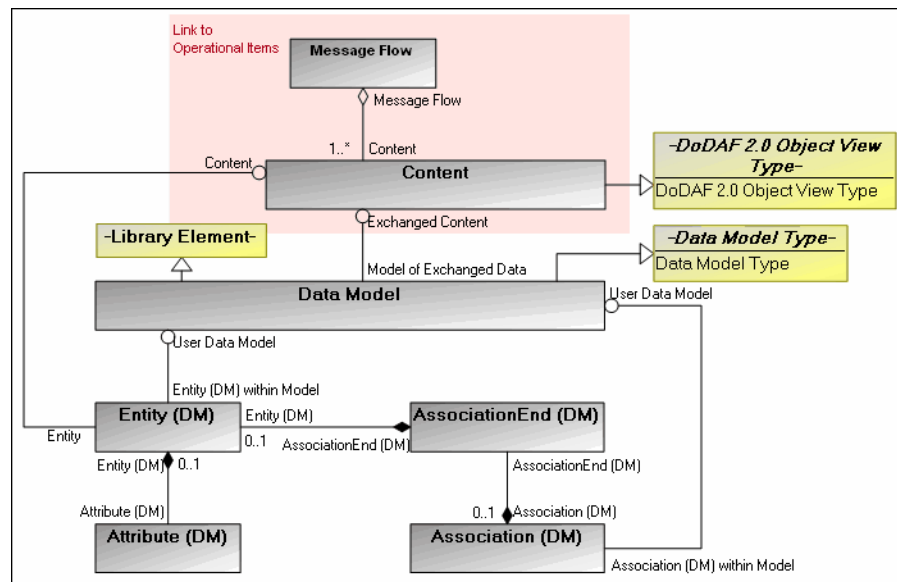 Link to
Operational Items
Message Flow
Message Flow
1..*
Content
Content
Content
-DoDAF 2.0 Object View
Type-
DoDAF 2.0 Object View Type
Exchanged Content
-Library Element-
-Data Model Type-
Data Model Type
Model of Exchanged Data
Data Model
User Data Model
User Data Model
Entity (DM) within Model
Entity (DM)
Entity (DM)
AssociationEnd (DM)
Entity
0..1
AssociationEnd (DM)
Entity (DM)
0..1
AssociationEnd (DM)
Attribute (DM)
0..1
Association (DM)
Attribute (DM)
Association (DM)
Association (DM) within Model